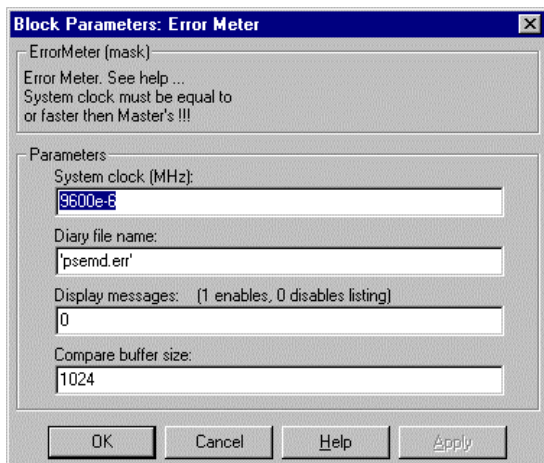 Block Parameters: Error Meter
ErrorMeter (mask)
Error Meter. See help ...
System clock must be equal to
or faster then Master's !!!
Parameters
System clock (MHz):
9600e-6
Diary file name:
'psemd.err'
Display messages: (1 enables, 0 disables listing)
0
Compare buffer size:
1024
OK Cancel Help Apply